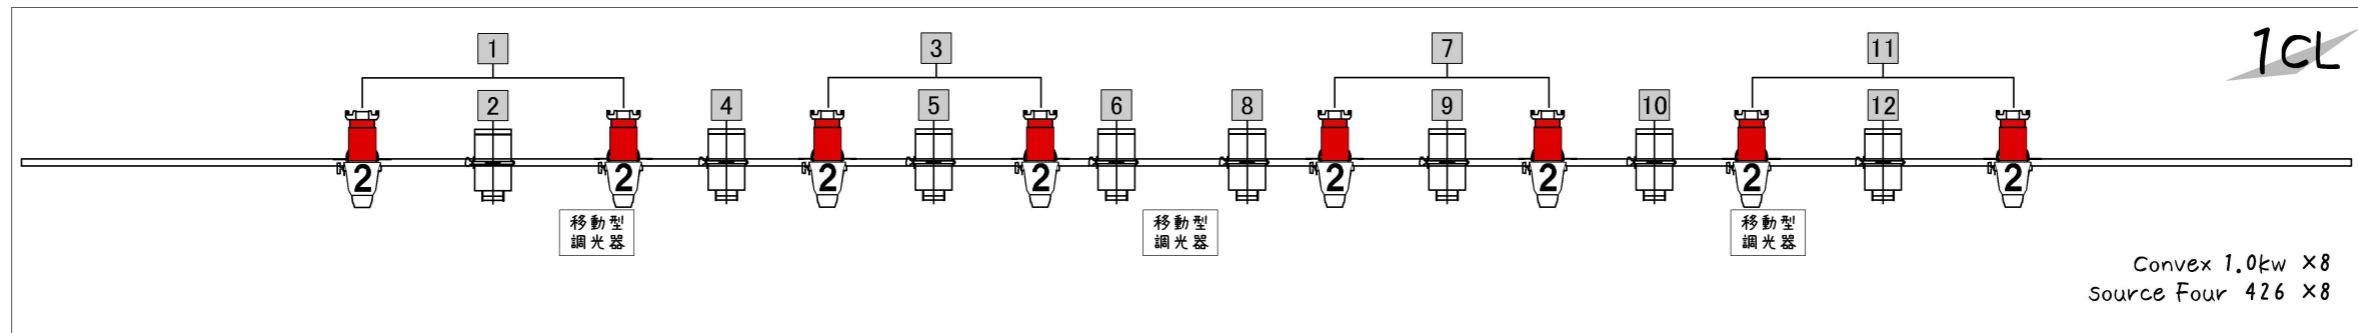 1 3 7 11
1CL
2 4 5 6 8 9 10 12
2 2 2 2 2 2 2 2
移動型 移動型 移動型
調光器 調光器 調光器
Convex 1.0kw ×8
Source Four 426 ×8